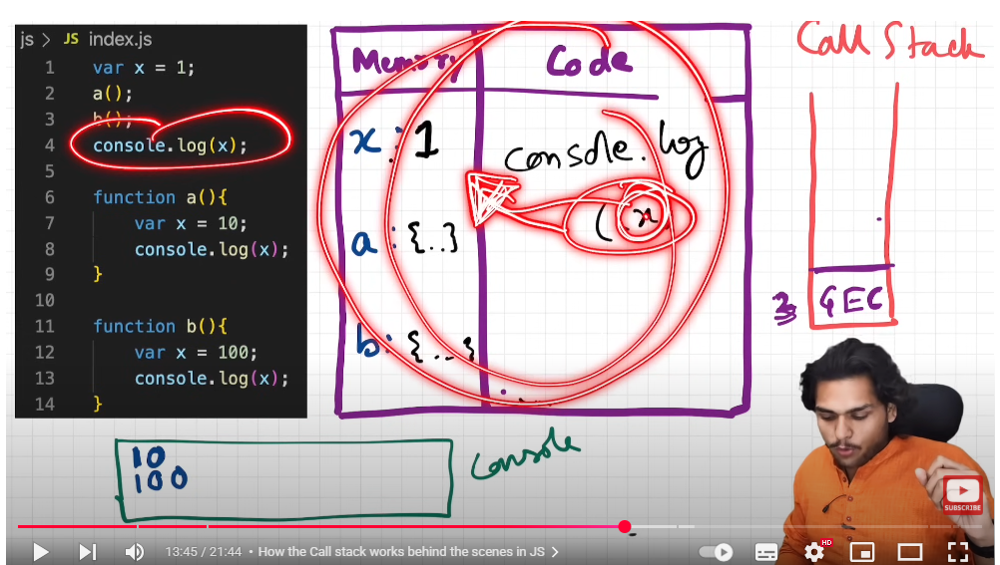 js > JS index.js
1 var x = 1;
2 a();
3 b();
4 console.log(x);
5
6 function a(){
7 var x = 10;
8 console.log(x);
9 }
10
11 function b(){
12 var x = 100;
13 console.log(x);
14 }
Memory Code
x : 1
a : {..}
b : {...}
console.log
(x
Call Stack
GEC
10
100
Console
SUBSCRIBE
13:45 / 21:44 • How the Call stack works behind the scenes in JS >
HD